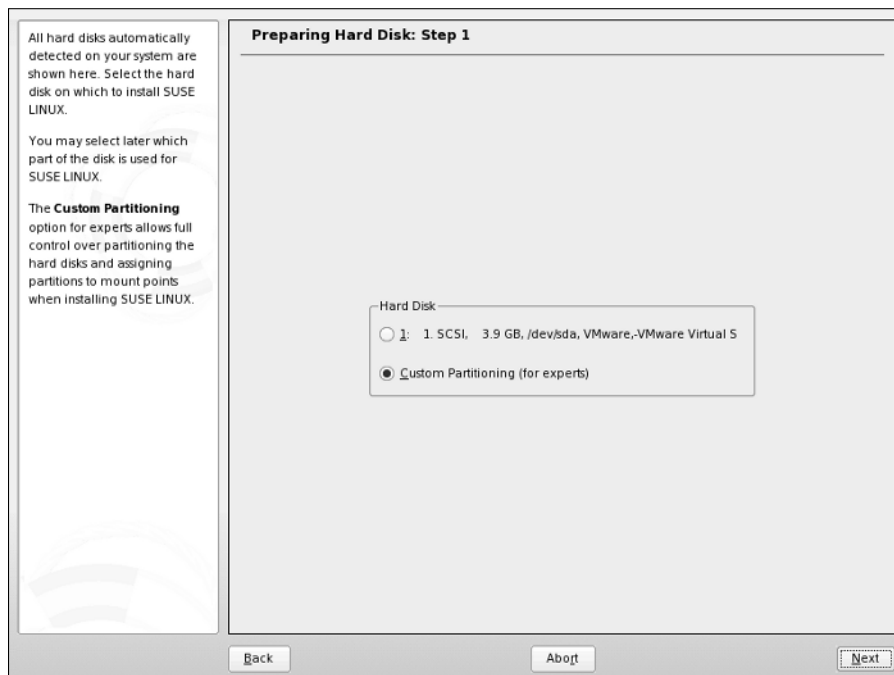 All hard disks automatically
detected on your system are
shown here. Select the hard
disk on which to install SUSE
LINUX.
You may select later which
part of the disk is used for
SUSE LINUX.
The Custom Partitioning
option for experts allows full
control over partitioning the
hard disks and assigning
partitions to mount points
when installing SUSE LINUX.
Preparing Hard Disk: Step 1
Hard Disk
1: 1. SCSI, 3.9 GB, /dev/sda, VMware,-VMware Virtual S
Custom Partitioning (for experts)
Back
Abort
Next